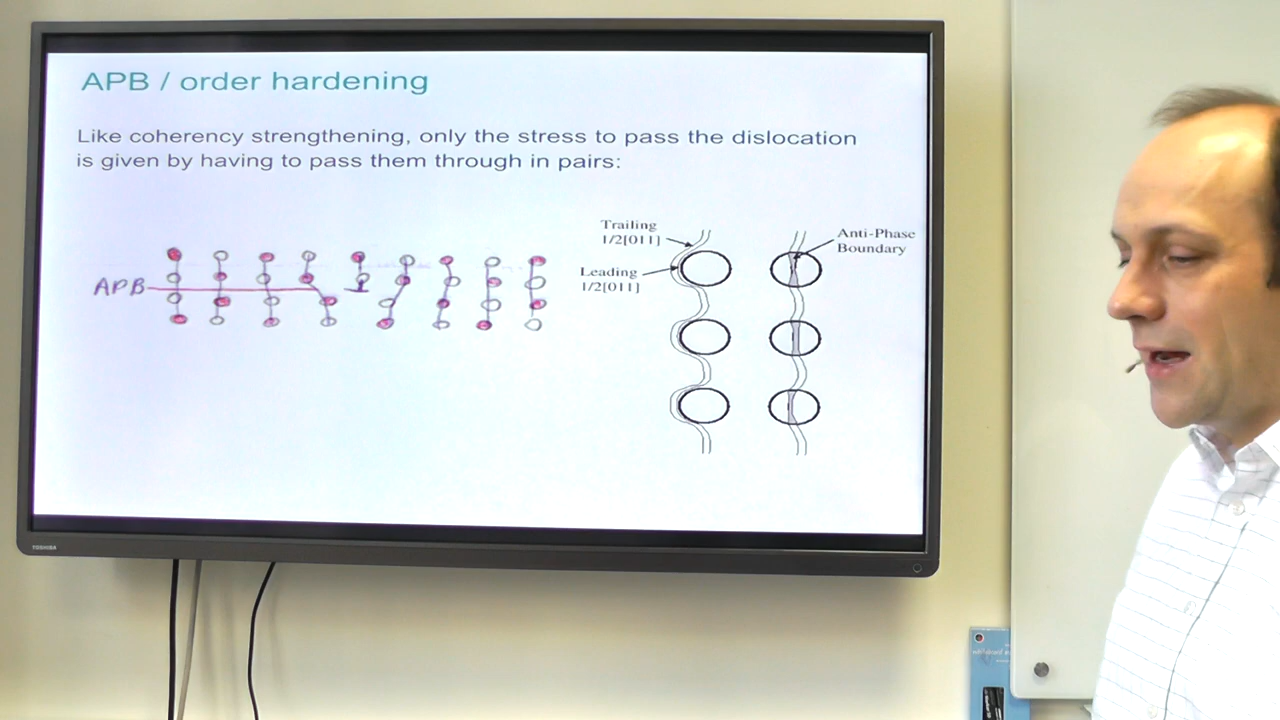 APB / order hardening
Like coherency strengthening, only the stress to pass the dislocation
is given by having to pass them through in pairs:
APB
Trailing
1/2[011]
Leading
1/2[011]
Anti-Phase
Boundary
TOSHIBA